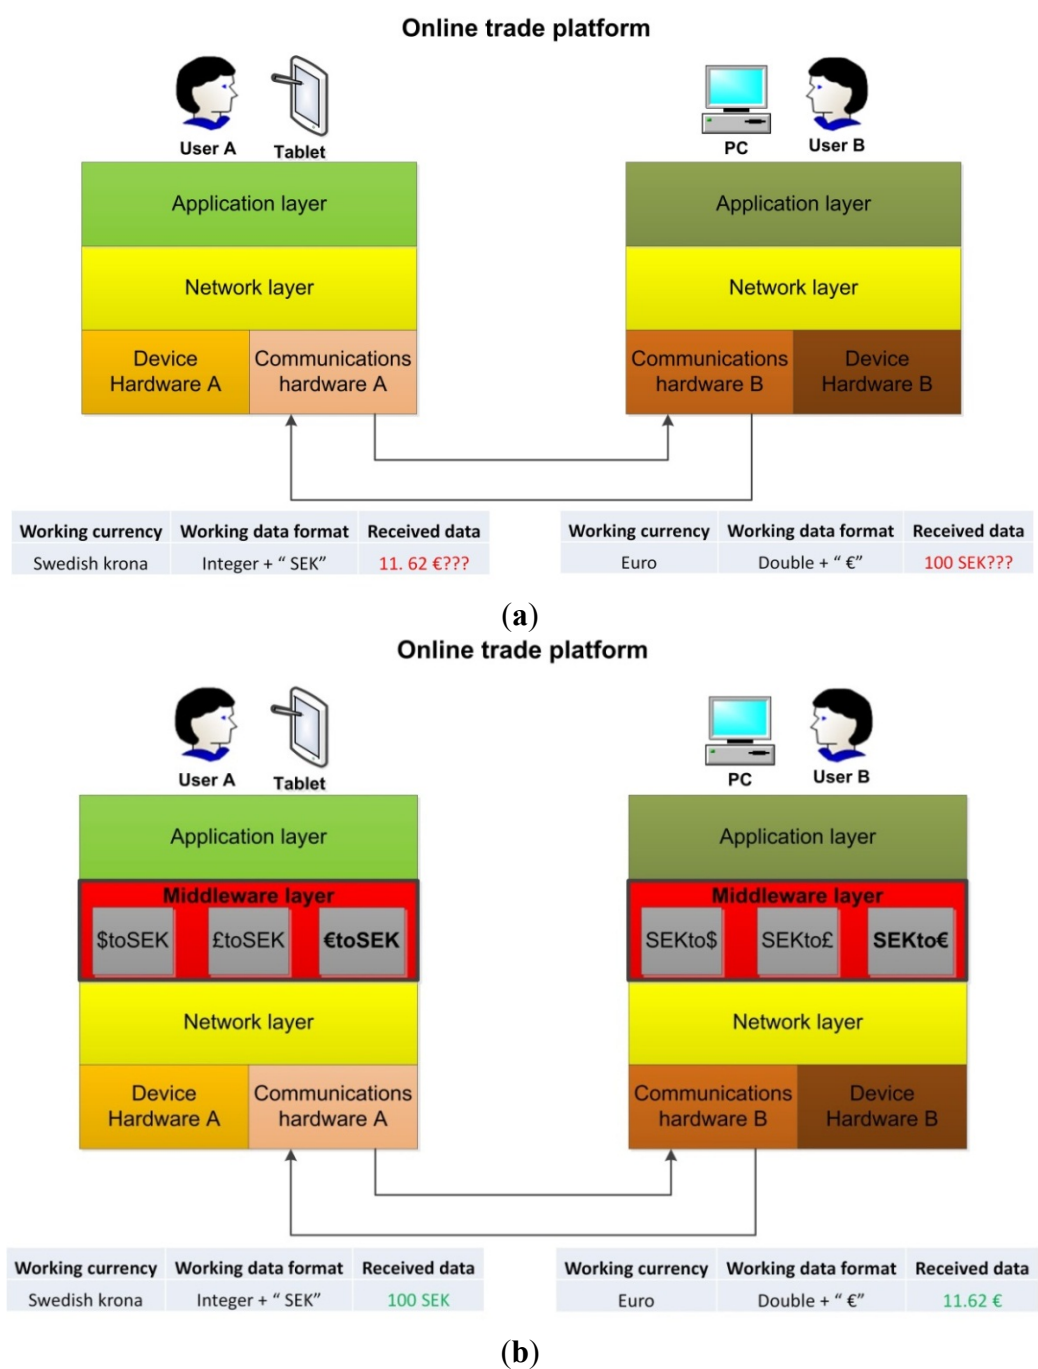 Online trade platform
User A
Tablet
PC
User B
Application layer
Application layer
Network layer
Network layer
Device
Hardware A
Communications
hardware A
Communications
hardware B
Device
Hardware B
Working currency Working data format Received data
Swedish krona Integer + “ SEK” 11. 62 €???
Working currency Working data format Received data
Euro Double + “ €” 100 SEK???
(a)
Online trade platform
User A
Tablet
PC
User B
Application layer
Application layer
Middleware layer
$toSEK £toSEK €toSEK
Middleware layer
SEKto$ SEKto£ SEKto€
Network layer
Network layer
Device
Hardware A
Communications
hardware A
Communications
hardware B
Device
Hardware B
Working currency Working data format Received data
Swedish krona Integer + “ SEK” 100 SEK
Working currency Working data format Received data
Euro Double + “ €” 11.62 €
(b)